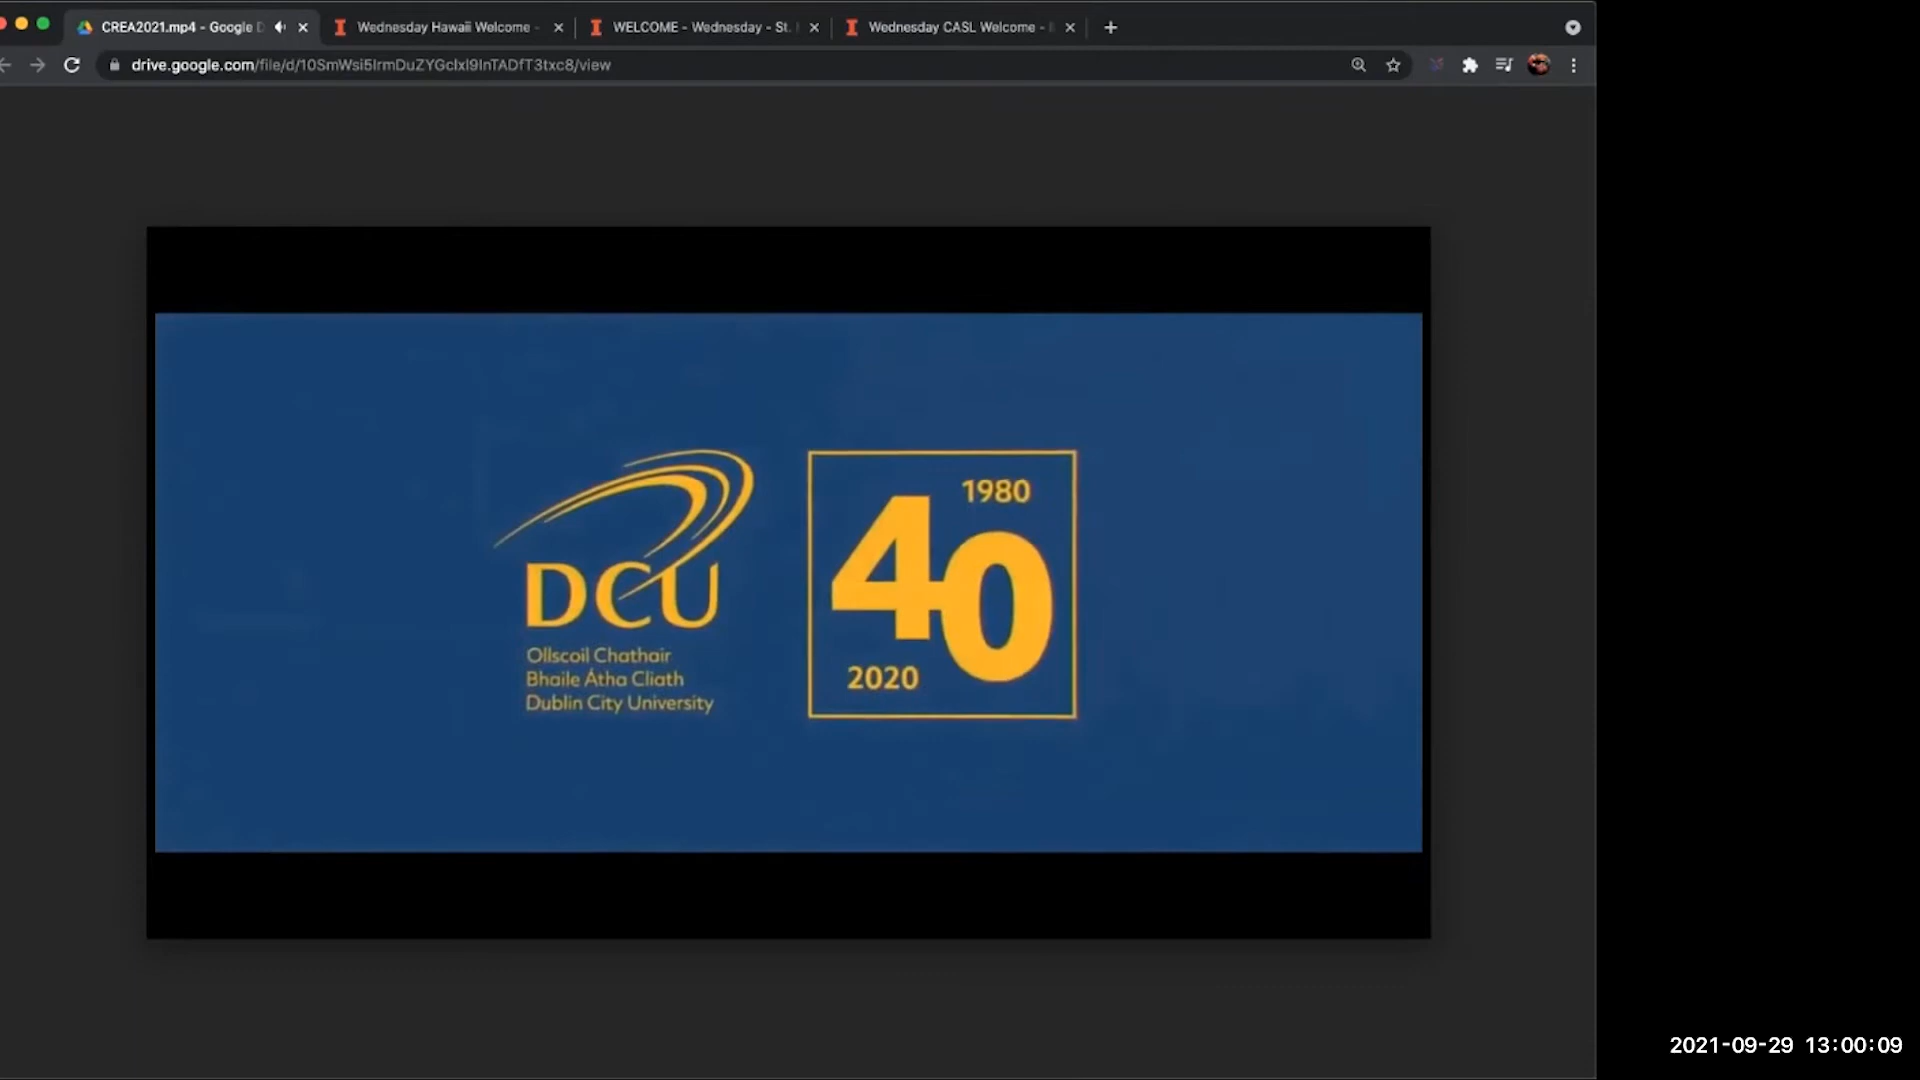 CREA2021.mp4 - Google D
Wednesday Hawaii Welcome -
WELCOME - Wednesday - St.
Wednesday CASL Welcome -
drive.google.com/file/d/10SmWsi5IrmDuZYGcIxI9InTADfT3txc8/view
1980
40
2020
DCU
Ollscoil Chathair
Bhaile Átha Cliath
Dublin City University
2021-09-29 13:00:09